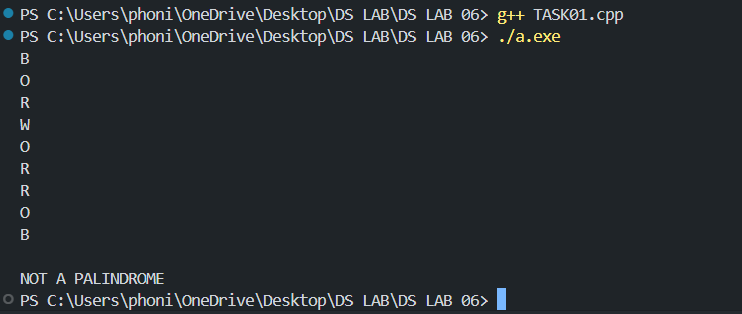 PS C:\Users\phoni\OneDrive\Desktop\DS LAB\DS LAB 06> g++ TASK01.cpp
PS C:\Users\phoni\OneDrive\Desktop\DS LAB\DS LAB 06> ./a.exe
B
O
R
W
O
R
R
O
B
NOT A PALINDROME
PS C:\Users\phoni\OneDrive\Desktop\DS LAB\DS LAB 06>